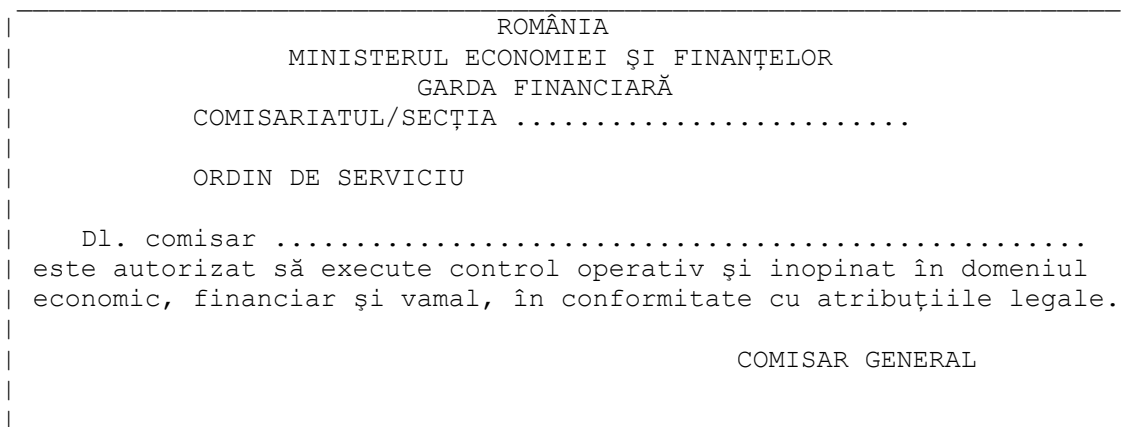 ROMÂNIA
MINISTERUL ECONOMIEI ŞI FINANŢELOR
GARDA FINANCIARĂ
COMISARIATUL/SECŢIA .........................
ORDIN DE SERVICIU
Dl. comisar ...................................................
este autorizat să execute control operativ şi inopinat în domeniul
economic, financiar şi vamal, în conformitate cu atribuţiile legale.
COMISAR GENERAL